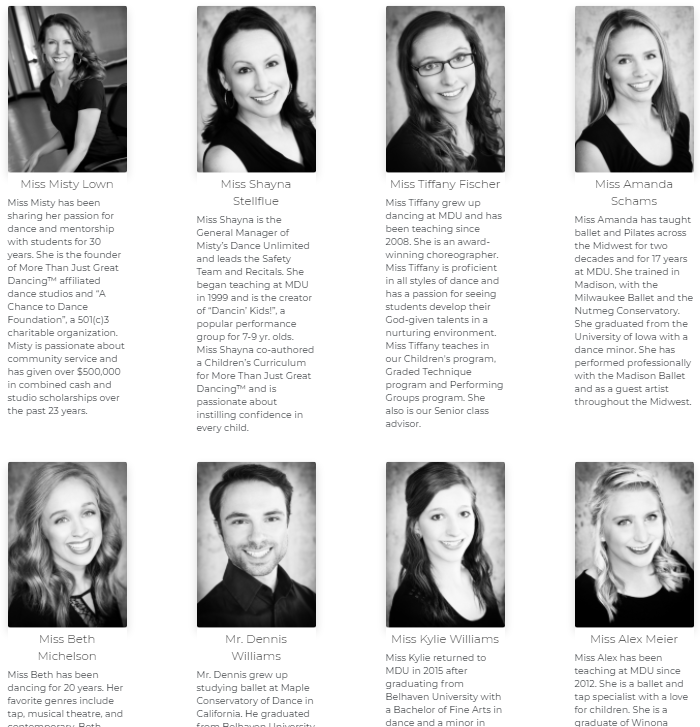 Miss Misty Lown
Miss Misty has been
sharing her passion for
dance and mentorship
with students for 30
years. She is the founder
of More Than Just Great
Dancing™ affiliated
dance studios and “A
Chance to Dance
Foundation”, a 501(c)3
charitable organization.
Misty is passionate about
community service and
has given over $500,000
in combined cash and
studio scholarships over
the past 23 years.
Miss Shayna
Stellflue
Miss Shayna is the
General Manager of
Misty’s Dance Unlimited
and leads the Safety
Team and Recitals. She
began teaching at MDU
in 1999 and is the creator
of “Dancin’ Kids!”, a
popular performance
group for 7-9 yr. olds.
Miss Shayna co-authored
a Children’s Curriculum
for More Than Just Great
Dancing™ and is
passionate about
instilling confidence in
every child.
Miss Tiffany Fischer
Miss Tiffany grew up
dancing at MDU and has
been teaching since
2008. She is an award-
winning choreographer.
Miss Tiffany is proficient
in all styles of dance and
has a passion for seeing
students develop their
God-given talents in a
nurturing environment.
Miss Tiffany teaches in
our Children's program,
Graded Technique
program and Performing
Groups program. She
also is our Senior class
advisor.
Miss Amanda
Schams
Miss Amanda has taught
ballet and Pilates across
the Midwest for two
decades and for 17 years
at MDU. She trained in
Madison, with the
Milwaukee Ballet and the
Nutmeg Conservatory.
She graduated from the
University of Iowa with a
dance minor. She has
performed professionally
with the Madison Ballet
and as a guest artist
throughout the Midwest.
Miss Beth
Michelson
Miss Beth has been
dancing for 20 years. Her
favorite genres include
tap, musical theatre, and
contemporary. Beth
Mr. Dennis
Williams
Mr. Dennis grew up
studying ballet at Maple
Conservatory of Dance in
California. He graduated
from Belhaven University
Miss Kylie Williams
Miss Kylie returned to
MDU in 2015 after
graduating from
Belhaven University with
a Bachelor of Fine Arts in
dance and a minor in
Miss Alex Meier
Miss Alex has been
teaching at MDU since
2012. She is a ballet and
tap specialist with a love
for children. She is a
graduate of Winona